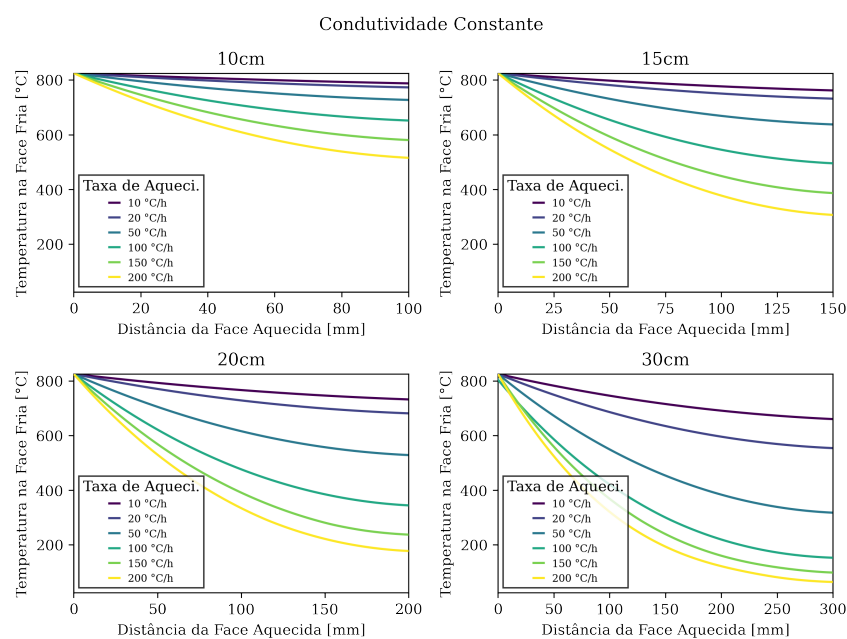 Condutividade Constante
10cm
Temperatura na Face Fria [°C]
800
600
400
200
Taxa de Aqueci.
10 °C/h
20 °C/h
50 °C/h
100 °C/h
150 °C/h
200 °C/h
0 20 40 60 80 100
Distância da Face Aquecida [mm]
15cm
Temperatura na Face Fria [°C]
800
600
400
200
Taxa de Aqueci.
10 °C/h
20 °C/h
50 °C/h
100 °C/h
150 °C/h
200 °C/h
0 25 50 75 100 125 150
Distância da Face Aquecida [mm]
20cm
Temperatura na Face Fria [°C]
800
600
400
200
Taxa de Aqueci.
10 °C/h
20 °C/h
50 °C/h
100 °C/h
150 °C/h
200 °C/h
0 50 100 150 200
Distância da Face Aquecida [mm]
30cm
Temperatura na Face Fria [°C]
800
600
400
200
Taxa de Aqueci.
10 °C/h
20 °C/h
50 °C/h
100 °C/h
150 °C/h
200 °C/h
0 50 100 150 200 250 300
Distância da Face Aquecida [mm]